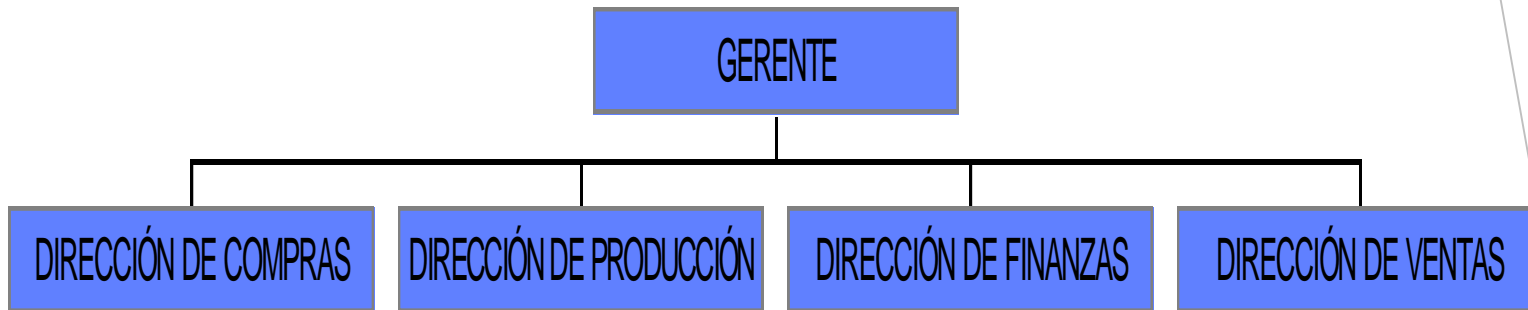 GERENTE
DIRECCIÓN DE COMPRAS
DIRECCIÓN DE PRODUCCIÓN
DIRECCIÓN DE FINANZAS
DIRECCIÓN DE VENTAS